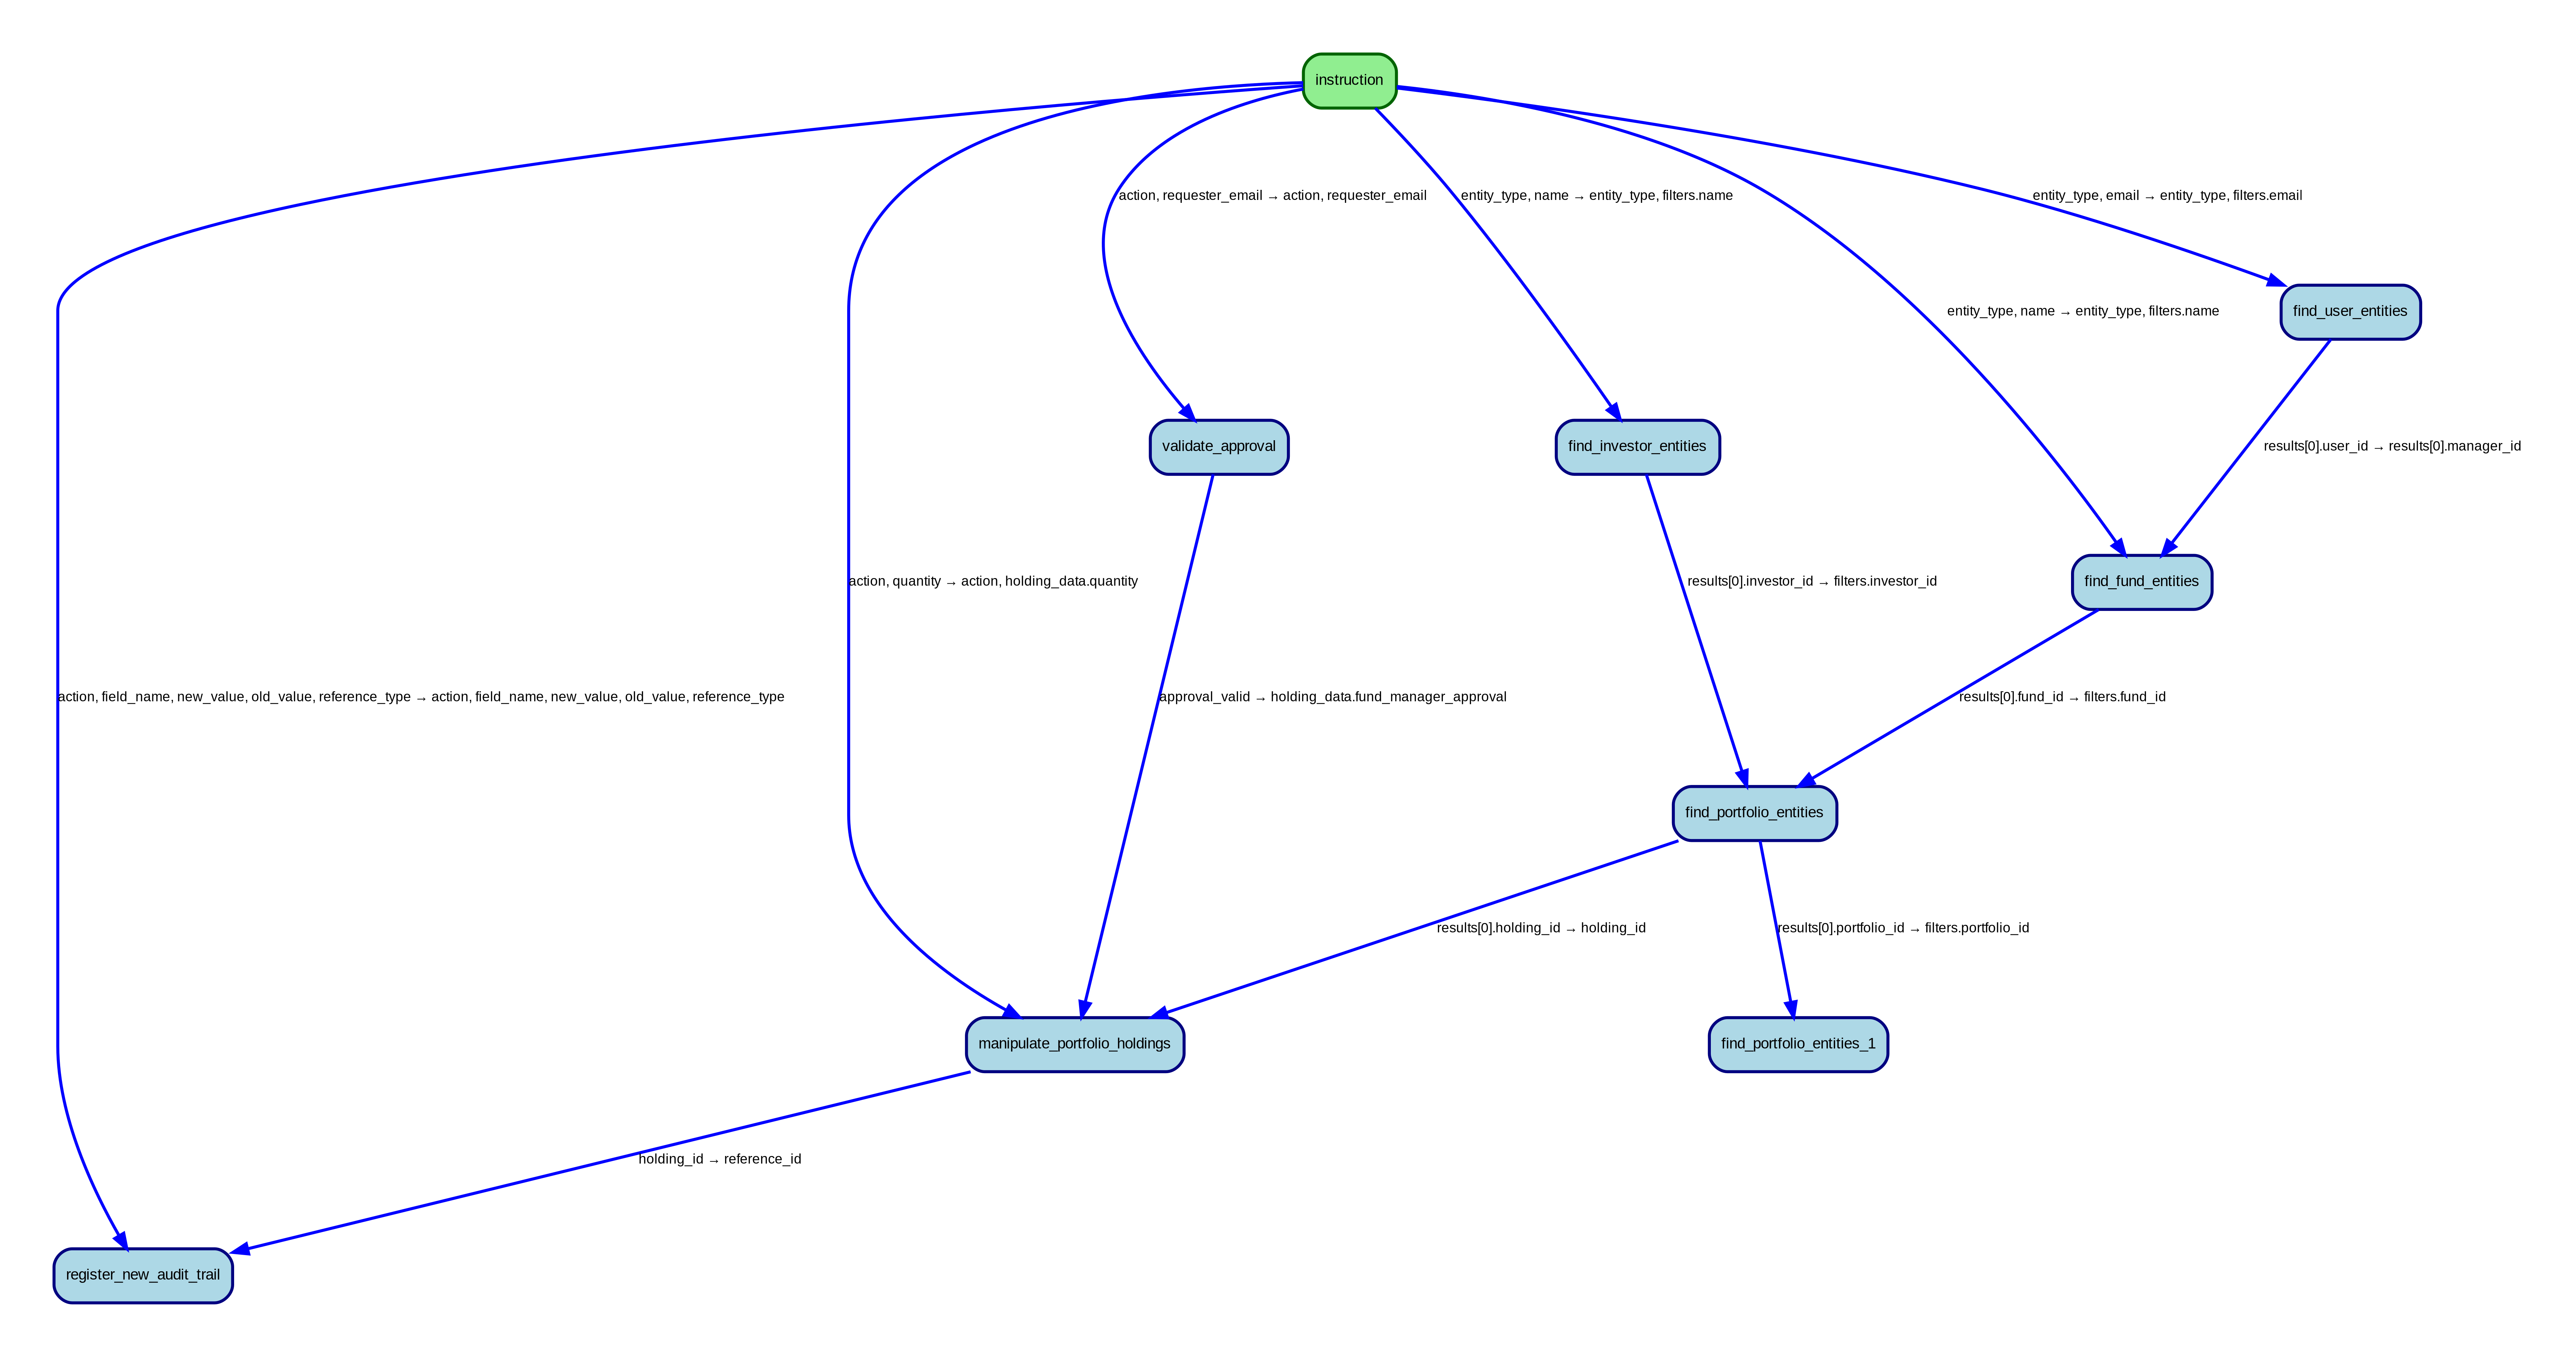 instruction
action, requester_email → action, requester_email
entity_type, name → entity_type, filters.name
entity_type, email → entity_type, filters.email
entity_type, name → entity_type, filters.name
find_user_entities
validate_approval
find_investor_entities
results[0].user_id → results[0].manager_id
action, quantity → action, holding_data.quantity
results[0].investor_id → filters.investor_id
find_fund_entities
action, field_name, new_value, old_value, reference_type → action, field_name, new_value, old_value, reference_type
approval_valid → holding_data.fund_manager_approval
results[0].fund_id → filters.fund_id
find_portfolio_entities
results[0].holding_id → holding_id
results[0].portfolio_id → filters.portfolio_id
manipulate_portfolio_holdings
find_portfolio_entities_1
holding_id → reference_id
register_new_audit_trail